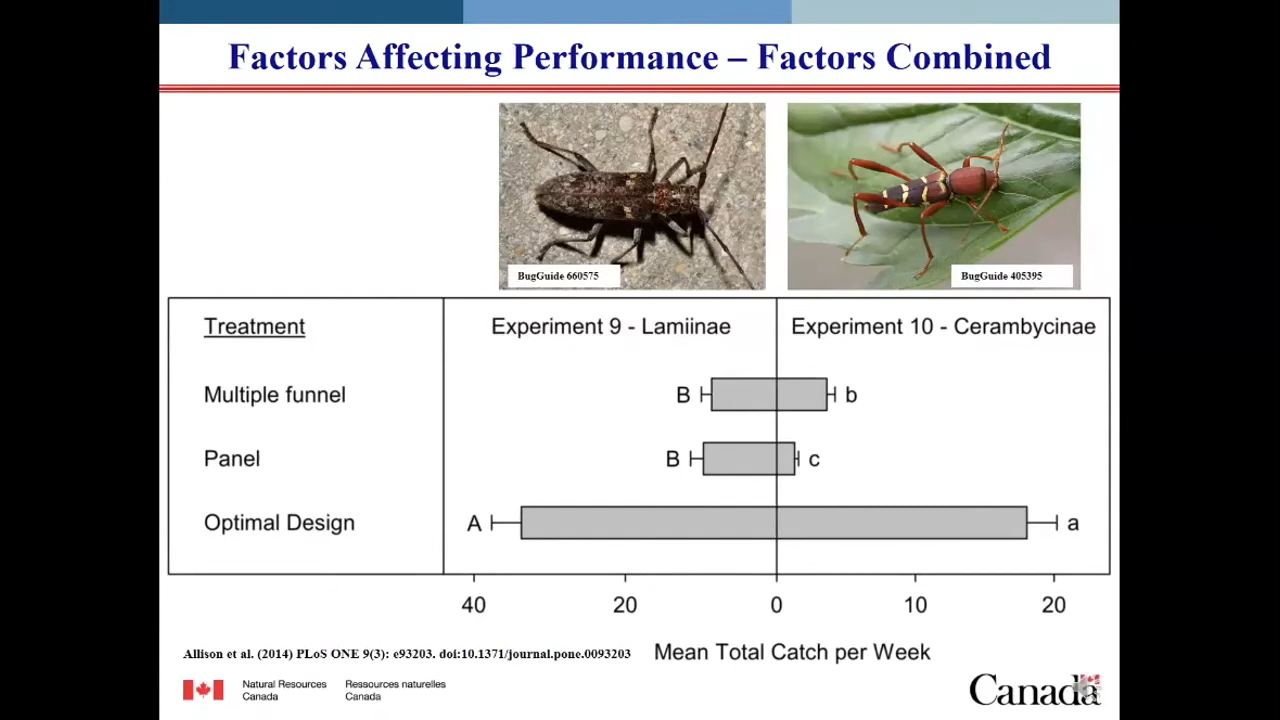 Factors Affecting Performance – Factors Combined
BugGuide 660575
BugGuide 405395
Treatment
Experiment 9 - Lamiinae
Experiment 10 - Cerambycinae
Multiple funnel
B
b
Panel
B
c
Optimal Design
A
a
40 20 0 10 20
Mean Total Catch per Week
Allison et al. (2014) PLoS ONE 9(3): e93203. doi:10.1371/journal.pone.0093203
Natural Resources
Canada
Ressources naturelles
Canada
Canada